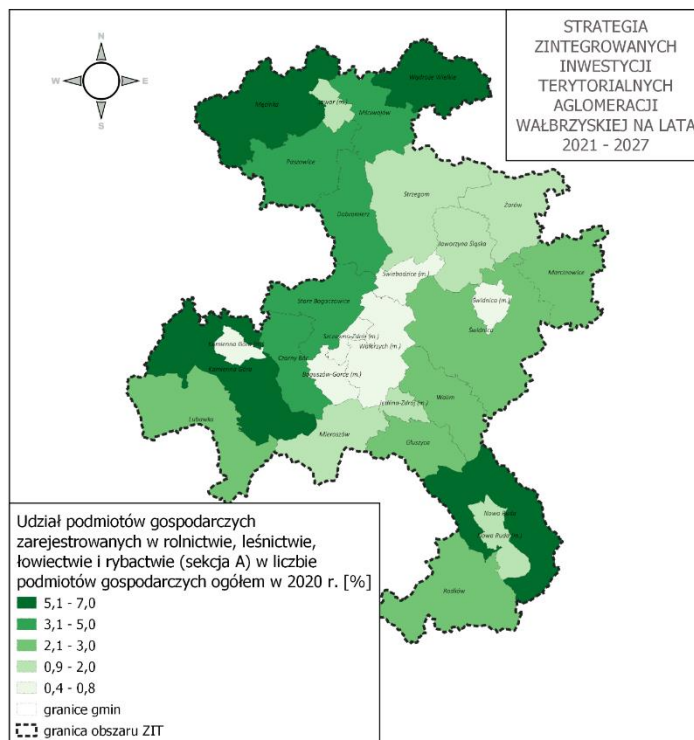 STRATEGIA
ZINTEGROWANYCH
INWESTYCJI
TERYTORIALNYCH
AGLOMERACJI
WAŁBRZYSKIEJ NA LATA
2021 - 2027
N
W
E
S
Wądroże Wielkie
Męcinka
Jawor (m.)
Mściwojów
Paszowice
Strzegom
Żarów
Dobromierz
Jaworzyna Śląska
Marcinowice
Świebodzice (m.)
Stare Bogaczowice
Świdnica (m.)
Świdnica
Szczawno-Zdrój (m.)
Wałbrzych (m.)
Czarny Bór
Kamienna Góra
Boguszów-Gorce (m.)
Walim
Jedlina-Zdrój (m.)
Lubawka
Mieroszów
Głuszyca
Nowa Ruda
Nowa Ruda (m.)
Radków
Udział podmiotów gospodarczych
zarejestrowanych w rolnictwie, leśnictwie,
łowiectwie i rybactwie (sekcja A) w liczbie
podmiotów gospodarczych ogółem w 2020 r. [%]
5,1 - 7,0
3,1 - 5,0
2,1 - 3,0
0,9 - 2,0
0,4 - 0,8
granice gmin
granica obszaru ZIT